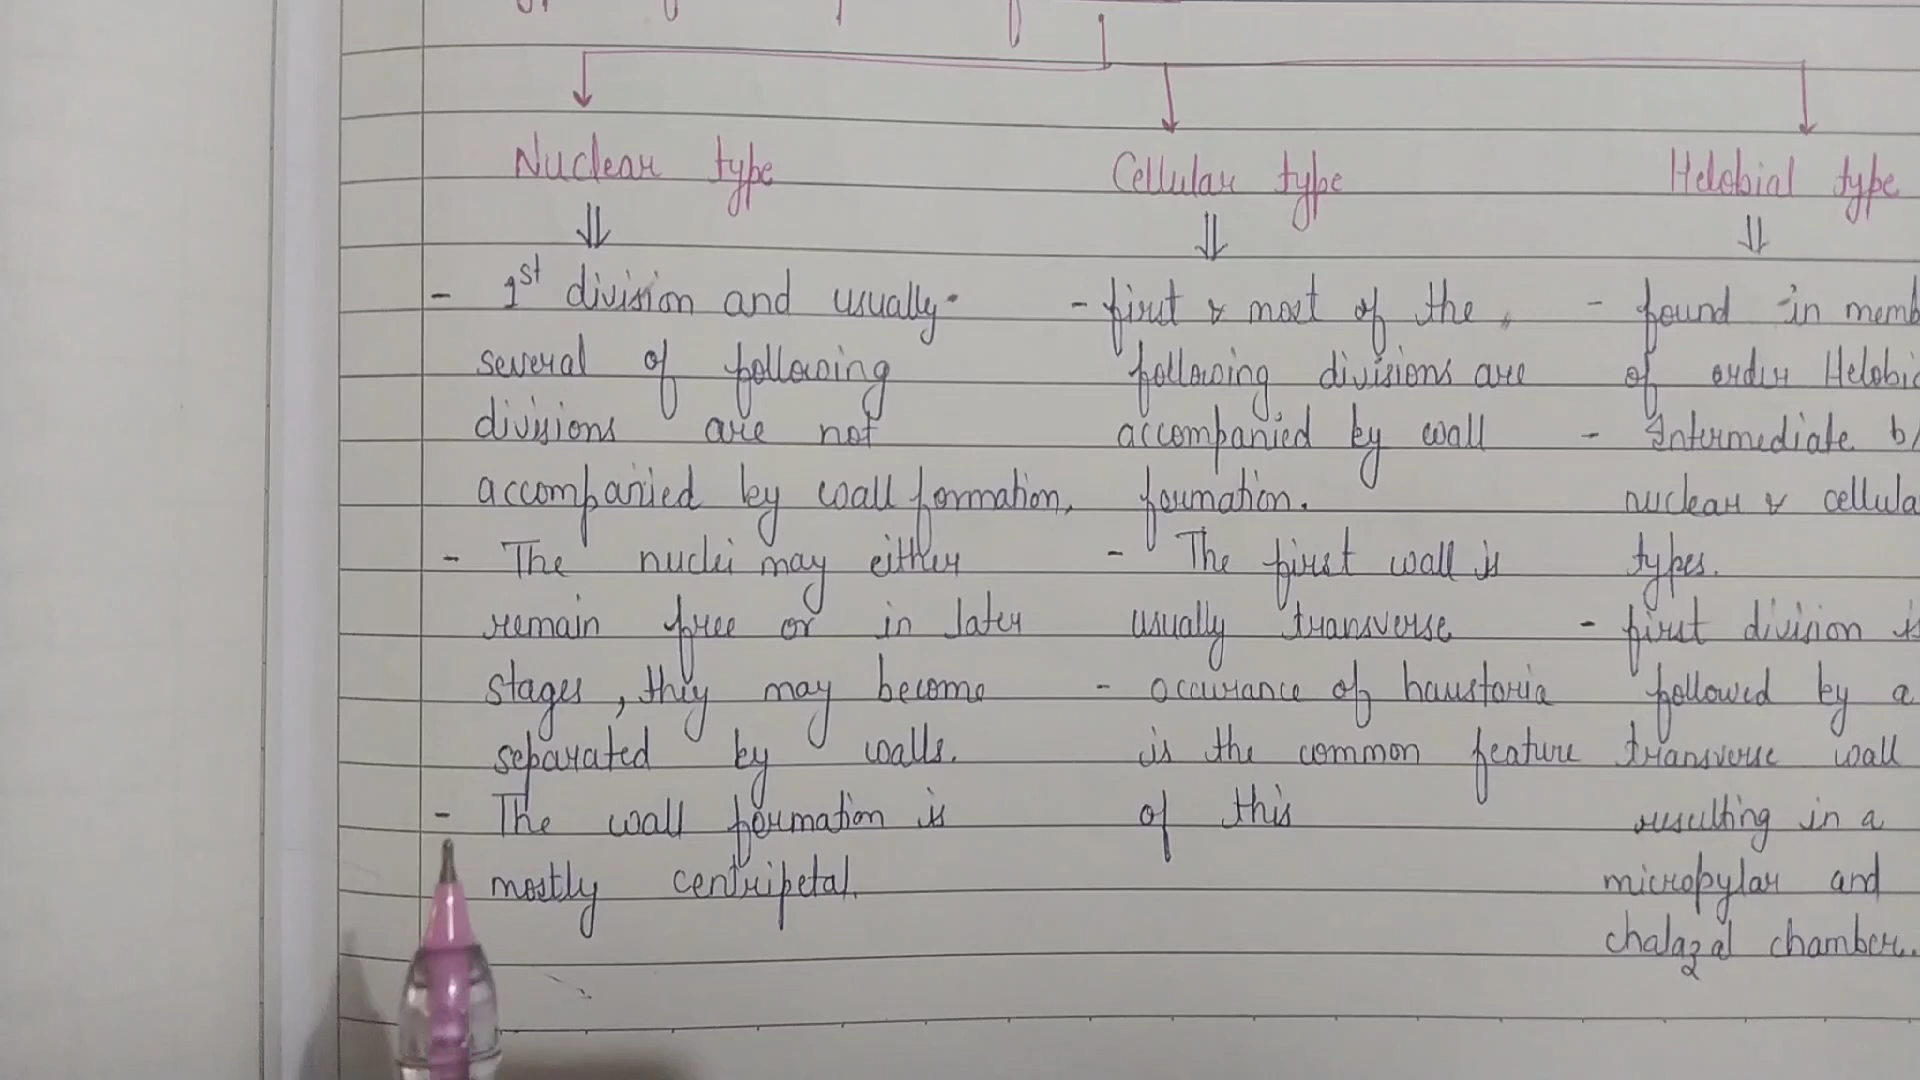 Nuclear type
⇓
- 1st division and usually
several of following
divisions are not
accompanied by wall formation,
- The nuclei may either
remain free or in later
stages, they may become
separated by walls.
- The wall formation is
mostly centripetal.
Cellular type
⇓
- first & most of the
following divisions are
accompanied by wall
formation.
- The first wall is
usually transverse
- occurance of haustoria
is the common feature
of this
Helobial type
⇓
- found in memb
of order Helobi
- Intermediate b/
nuclear & cellula
types.
- first division is
followed by a
transverse wall
resulting in a
micropylar and
chalazal chamber.